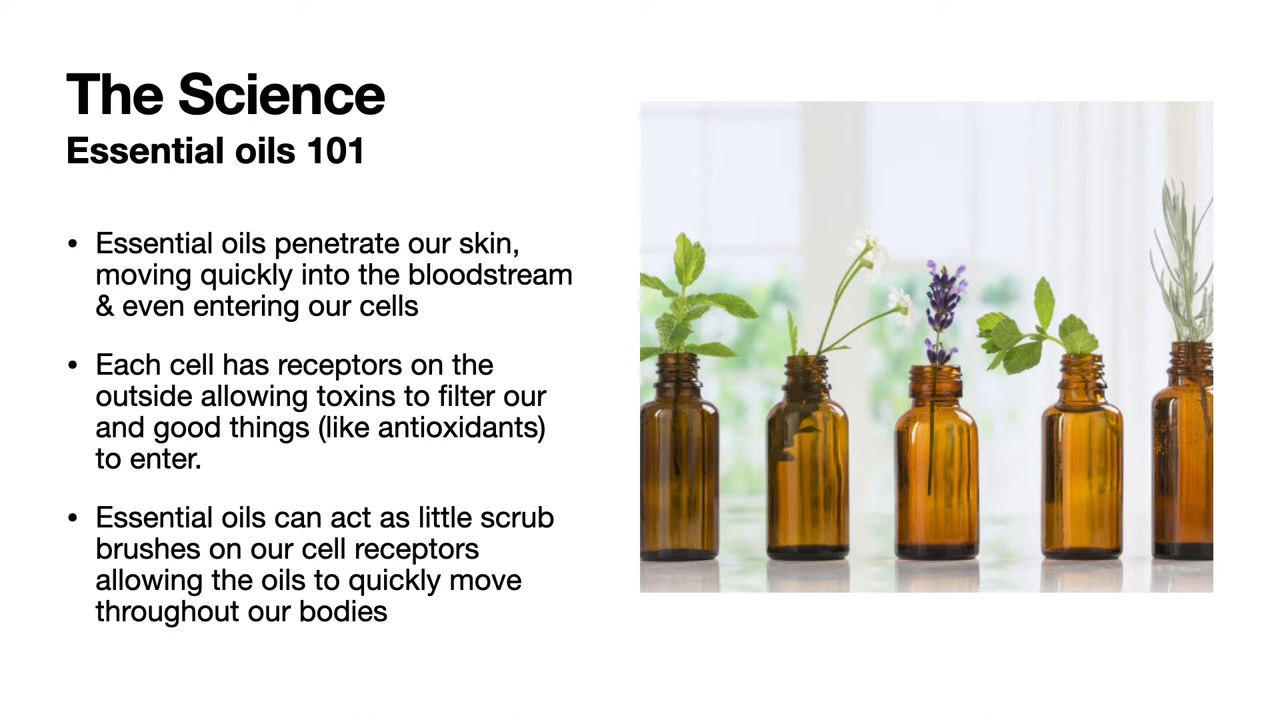 The Science
Essential oils 101
• Essential oils penetrate our skin,
moving quickly into the bloodstream
& even entering our cells
• Each cell has receptors on the
outside allowing toxins to filter our
and good things (like antioxidants)
to enter.
• Essential oils can act as little scrub
brushes on our cell receptors
allowing the oils to quickly move
throughout our bodies